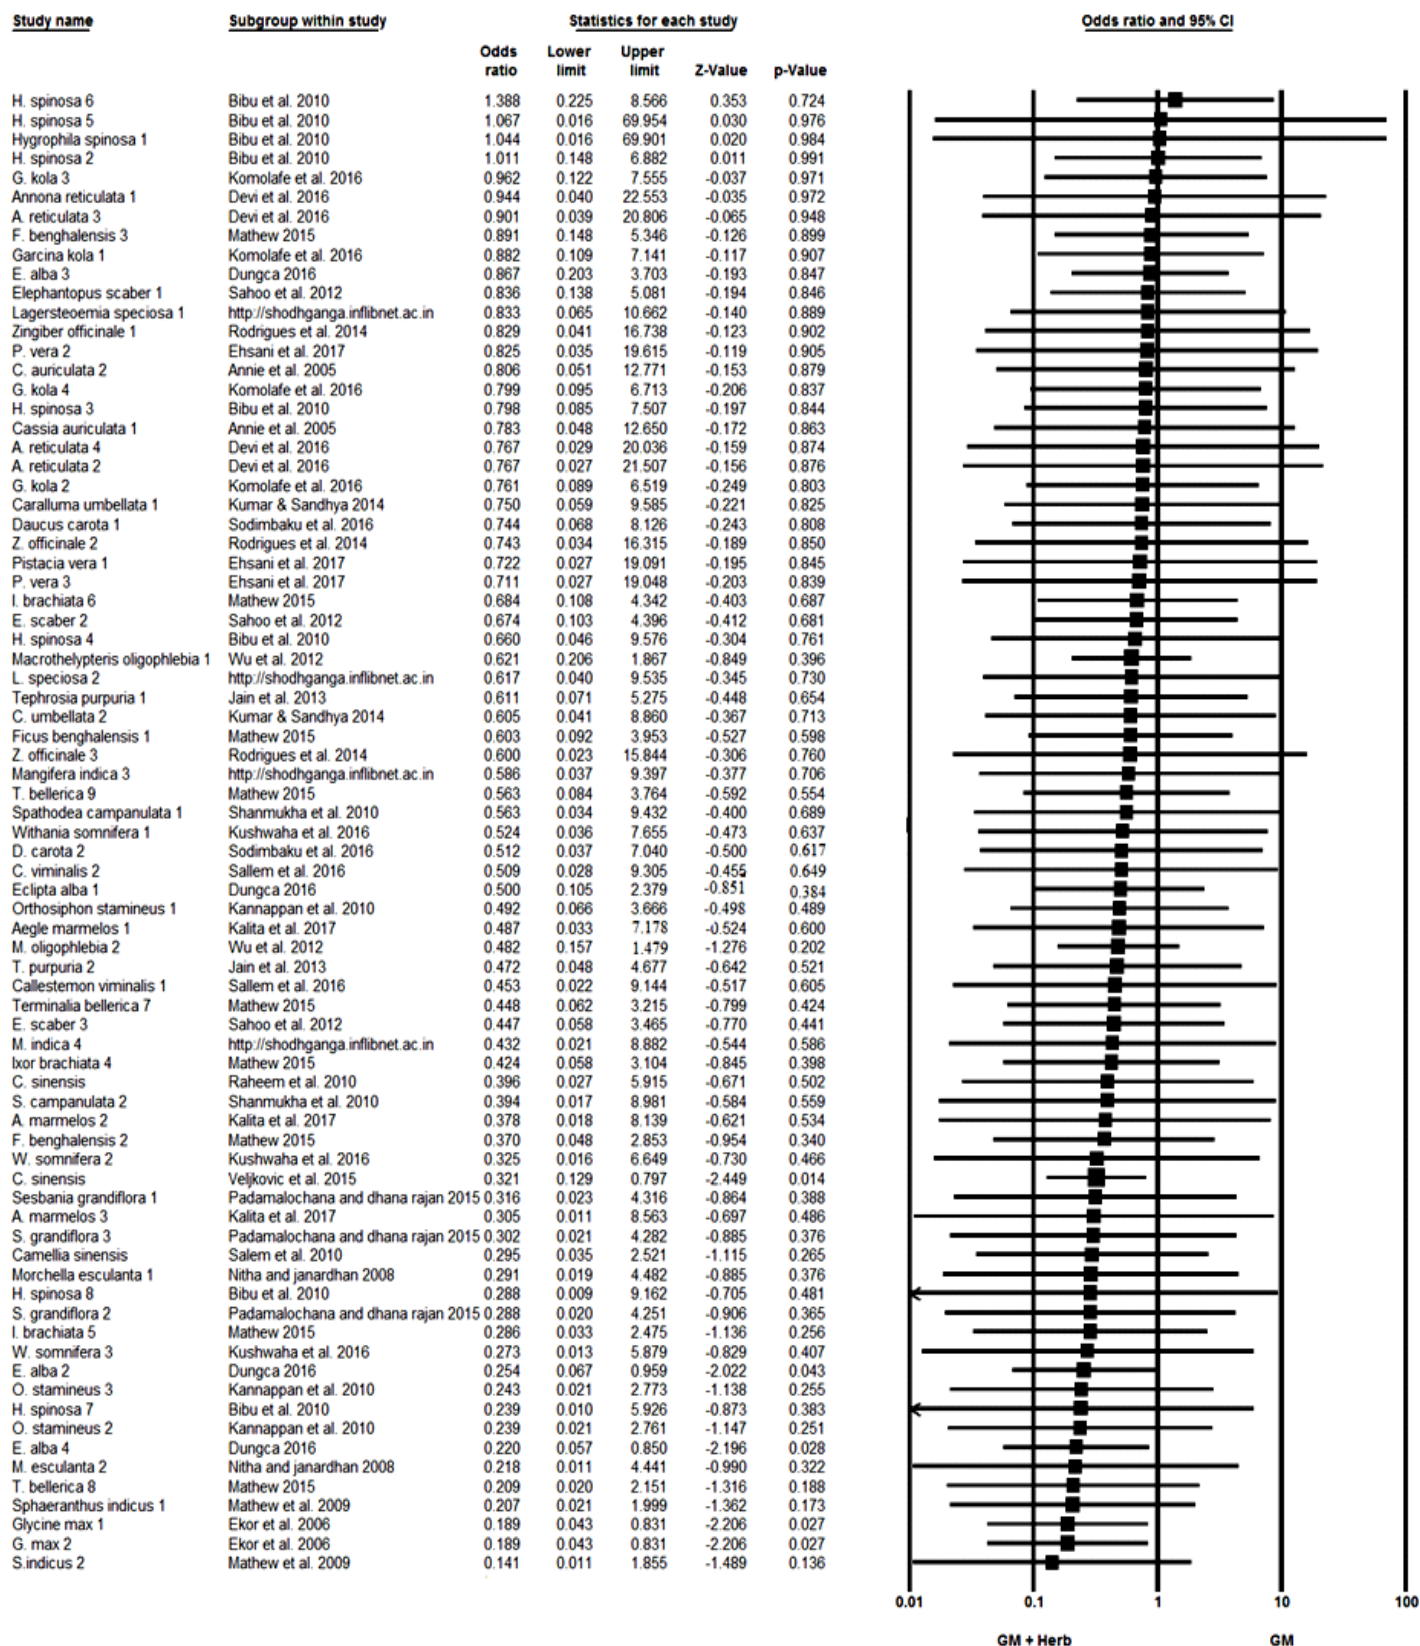 Study name Subgroup within study Statistics for each study Odds ratio and 95% CI
Odds ratio Lower limit Upper limit Z-Value p-Value
H. spinosa 6 Bibu et al. 2010 1.388 0.225 8.566 0.353 0.724
H. spinosa 5 Bibu et al. 2010 1.067 0.016 69.954 0.030 0.976
Hygrophila spinosa 1 Bibu et al. 2010 1.044 0.016 69.901 0.020 0.984
H. spinosa 2 Bibu et al. 2010 1.011 0.148 6.882 0.011 0.991
G. kola 3 Komolafe et al. 2016 0.962 0.122 7.555 -0.037 0.971
Annona reticulata 1 Devi et al. 2016 0.944 0.040 22.553 -0.035 0.972
A. reticulata 3 Devi et al. 2016 0.901 0.039 20.806 -0.065 0.948
F. benghalensis 3 Mathew 2015 0.891 0.148 5.346 -0.126 0.899
Garcina kola 1 Komolafe et al. 2016 0.882 0.109 7.141 -0.117 0.907
E. alba 3 Dungca 2016 0.867 0.203 3.703 -0.193 0.847
Elephantopus scaber 1 Sahoo et al. 2012 0.836 0.138 5.081 -0.194 0.846
Lagersteoemia speciosa 1 http://shodhganga.inflibnet.ac.in 0.833 0.065 10.662 -0.140 0.889
Zingiber officinale 1 Rodrigues et al. 2014 0.829 0.041 16.738 -0.123 0.902
P. vera 2 Ehsani et al. 2017 0.825 0.035 19.615 -0.119 0.905
C. auriculata 2 Annie et al. 2005 0.806 0.051 12.771 -0.153 0.879
G. kola 4 Komolafe et al. 2016 0.799 0.095 6.713 -0.206 0.837
H. spinosa 3 Bibu et al. 2010 0.798 0.085 7.507 -0.197 0.844
Cassia auriculata 1 Annie et al. 2005 0.783 0.048 12.650 -0.172 0.863
A. reticulata 4 Devi et al. 2016 0.767 0.029 20.036 -0.159 0.874
A. reticulata 2 Devi et al. 2016 0.767 0.027 21.507 -0.156 0.876
G. kola 2 Komolafe et al. 2016 0.761 0.089 6.519 -0.249 0.803
Caralluma umbellata 1 Kumar & Sandhya 2014 0.750 0.059 9.585 -0.221 0.825
Daucus carota 1 Sodimbaku et al. 2016 0.744 0.068 8.126 -0.243 0.808
Z. officinale 2 Rodrigues et al. 2014 0.743 0.034 16.315 -0.189 0.850
Pistacia vera 1 Ehsani et al. 2017 0.722 0.027 19.091 -0.195 0.845
P. vera 3 Ehsani et al. 2017 0.711 0.027 19.048 -0.203 0.839
I. brachiata 6 Mathew 2015 0.684 0.108 4.342 -0.403 0.687
E. scaber 2 Sahoo et al. 2012 0.674 0.103 4.396 -0.412 0.681
H. spinosa 4 Bibu et al. 2010 0.660 0.046 9.576 -0.304 0.761
Macrothelypteris oligophlebia 1 Wu et al. 2012 0.621 0.206 1.867 -0.849 0.396
L. speciosa 2 http://shodhganga.inflibnet.ac.in 0.617 0.040 9.535 -0.345 0.730
Tephrosia purpuria 1 Jain et al. 2013 0.611 0.071 5.275 -0.448 0.654
C. umbellata 2 Kumar & Sandhya 2014 0.605 0.041 8.860 -0.367 0.713
Ficus benghalensis 1 Mathew 2015 0.603 0.092 3.953 -0.527 0.598
Z. officinale 3 Rodrigues et al. 2014 0.600 0.023 15.844 -0.306 0.760
Mangifera indica 3 http://shodhganga.inflibnet.ac.in 0.586 0.037 9.397 -0.377 0.706
T. bellerica 9 Mathew 2015 0.563 0.084 3.764 -0.592 0.554
Spathodea campanulata 1 Shanmukha et al. 2010 0.563 0.034 9.432 -0.400 0.689
Withania somnifera 1 Kushwaha et al. 2016 0.524 0.036 7.655 -0.473 0.637
D. carota 2 Sodimbaku et al. 2016 0.512 0.037 7.040 -0.500 0.617
C. viminalis 2 Sallem et al. 2016 0.509 0.028 9.305 -0.455 0.649
Eclipta alba 1 Dungca 2016 0.500 0.105 2.379 -0.851 0.384
Orthosiphon stamineus 1 Kannappan et al. 2010 0.492 0.066 3.666 -0.498 0.489
Aegle marmelos 1 Kalita et al. 2017 0.487 0.033 7.178 -0.524 0.600
M. oligophlebia 2 Wu et al. 2012 0.482 0.157 1.479 -1.276 0.202
T. purpuria 2 Jain et al. 2013 0.472 0.048 4.677 -0.642 0.521
Callestemon viminalis 1 Sallem et al. 2016 0.453 0.022 9.144 -0.517 0.605
Terminalia bellerica 7 Mathew 2015 0.448 0.062 3.215 -0.799 0.424
E. scaber 3 Sahoo et al. 2012 0.447 0.058 3.465 -0.770 0.441
M. indica 4 http://shodhganga.inflibnet.ac.in 0.432 0.021 8.882 -0.544 0.586
Ixor brachiata 4 Mathew 2015 0.424 0.058 3.104 -0.845 0.398
C. sinensis Raheem et al. 2010 0.396 0.027 5.915 -0.671 0.502
S. campanulata 2 Shanmukha et al. 2010 0.394 0.017 8.981 -0.584 0.559
A. marmelos 2 Kalita et al. 2017 0.378 0.018 8.139 -0.621 0.534
F. benghalensis 2 Mathew 2015 0.370 0.048 2.853 -0.954 0.340
W. somnifera 2 Kushwaha et al. 2016 0.325 0.016 6.649 -0.730 0.466
C. sinensis Veljkovic et al. 2015 0.321 0.129 0.797 -2.449 0.014
Sesbania grandiflora 1 Padamalochana and dhana rajan 2015 0.316 0.023 4.316 -0.864 0.388
A. marmelos 3 Kalita et al. 2017 0.305 0.011 8.563 -0.697 0.486
S. grandiflora 3 Padamalochana and dhana rajan 2015 0.302 0.021 4.282 -0.885 0.376
Camellia sinensis Salem et al. 2010 0.295 0.035 2.521 -1.115 0.265
Morchella esculanta 1 Nitha and janardhan 2008 0.291 0.019 4.482 -0.885 0.376
H. spinosa 8 Bibu et al. 2010 0.288 0.009 9.162 -0.705 0.481
S. grandiflora 2 Padamalochana and dhana rajan 2015 0.288 0.020 4.251 -0.906 0.365
I. brachiata 5 Mathew 2015 0.286 0.033 2.475 -1.136 0.256
W. somnifera 3 Kushwaha et al. 2016 0.273 0.013 5.879 -0.829 0.407
E. alba 2 Dungca 2016 0.254 0.067 0.959 -2.022 0.043
O. stamineus 3 Kannappan et al. 2010 0.243 0.021 2.773 -1.138 0.255
H. spinosa 7 Bibu et al. 2010 0.239 0.010 5.926 -0.873 0.383
O. stamineus 2 Kannappan et al. 2010 0.239 0.021 2.761 -1.147 0.251
E. alba 4 Dungca 2016 0.220 0.057 0.850 -2.196 0.028
M. esculanta 2 Nitha and janardhan 2008 0.218 0.011 4.441 -0.990 0.322
T. bellerica 8 Mathew 2015 0.209 0.020 2.151 -1.316 0.188
Sphaeranthus indicus 1 Mathew et al. 2009 0.207 0.021 1.999 -1.362 0.173
Glycine max 1 Ekor et al. 2006 0.189 0.043 0.831 -2.206 0.027
G. max 2 Ekor et al. 2006 0.189 0.043 0.831 -2.206 0.027
S.indicus 2 Mathew et al. 2009 0.141 0.011 1.855 -1.489 0.136
0.01 0.1 1 10 100
GM + Herb GM